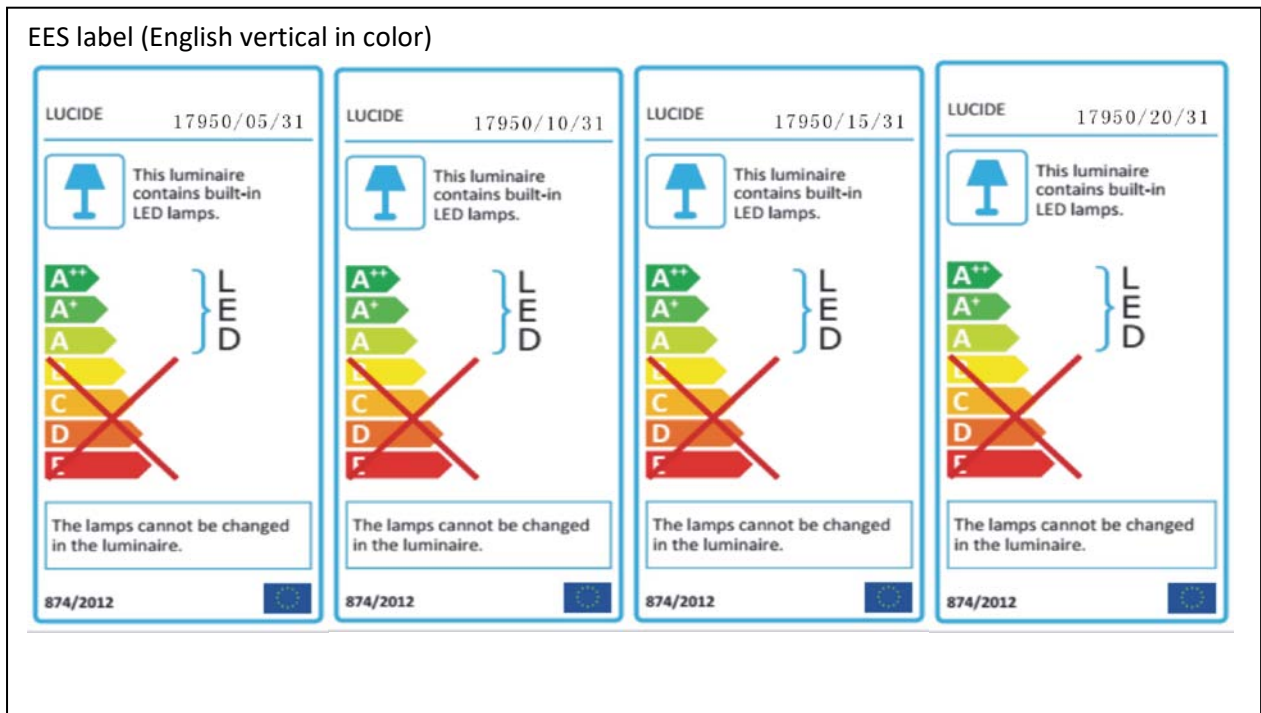 EES label (English vertical in color)
LUCIDE 17950/05/31
This luminaire
contains built-in
LED lamps.
A++
A+
A
C
D
E
L
E
D
The lamps cannot be changed
in the luminaire.
874/2012
LUCIDE 17950/10/31
This luminaire
contains built-in
LED lamps.
A++
A+
A
C
D
E
L
E
D
The lamps cannot be changed
in the luminaire.
874/2012
LUCIDE 17950/15/31
This luminaire
contains built-in
LED lamps.
A++
A+
A
C
D
E
L
E
D
The lamps cannot be changed
in the luminaire.
874/2012
LUCIDE 17950/20/31
This luminaire
contains built-in
LED lamps.
A++
A+
A
C
D
E
L
E
D
The lamps cannot be changed
in the luminaire.
874/2012